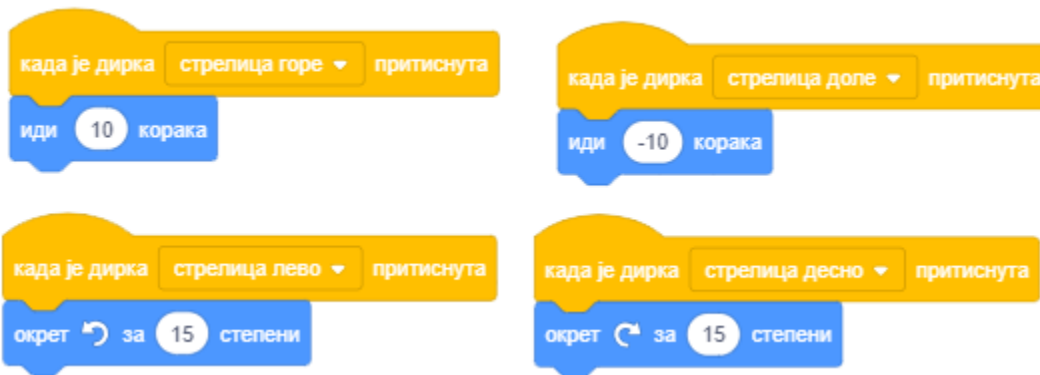 када је дирка стрелица горе притиснута
иди 10 корака
када је дирка стрелица доле притиснута
иди -10 корака
када је дирка стрелица лево притиснута
окрет за 15 степени
када је дирка стрелица десно притиснута
окрет за 15 степени